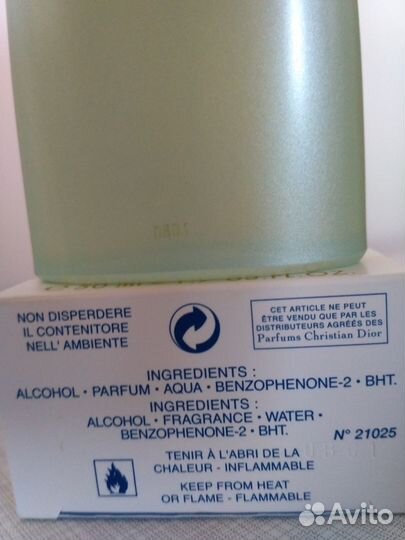 NON DISPERDERE
IL CONTENITORE
NELL' AMBIENTE
CET ARTICLE NE PEUT
ÊTRE VENDU QUE PAR LES
DISTRIBUTEURS AGRÉÉS DES
Parfums Christian Dior
INGREDIENTS :
ALCOHOL • PARFUM • AQUA • BENZOPHENONE-2 • BHT.
INGREDIENTS :
ALCOHOL • FRAGRANCE • WATER •
BENZOPHENONE-2 • BHT.
N° 21025
TENIR À L'ABRI DE LA
CHALEUR - INFLAMMABLE
KEEP FROM HEAT
OR FLAME - FLAMMABLE
Avito